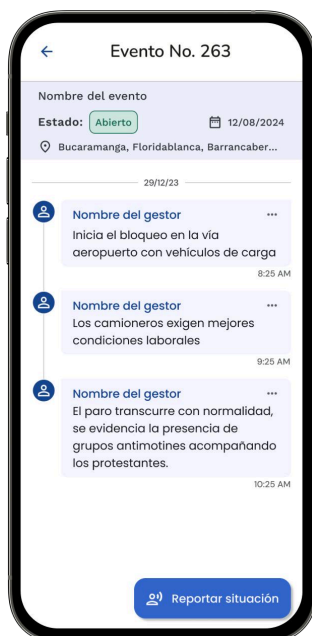 Evento No. 263
Nombre del evento
Estado: Abierto 12/08/2024
Bucaramanga, Floridablanca, Barrancaber...
29/12/23
Nombre del gestor ...
Inicia el bloqueo en la vía
aeropuerto con vehículos de carga
8:25 AM
Nombre del gestor ...
Los camioneros exigen mejores
condiciones laborales
9:25 AM
Nombre del gestor ...
El paro transcurre con normalidad,
se evidencia la presencia de
grupos antimotines acompañando
los protestantes.
10:25 AM
Reportar situación